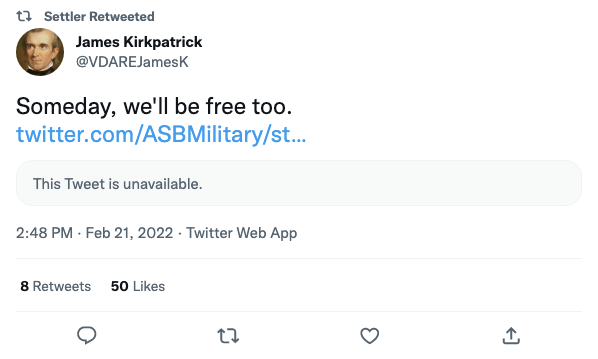 Settler Retweeted
James Kirkpatrick
@VDAREJamesK
Someday, we'll be free too.
twitter.com/ASBMilitary/st...
This Tweet is unavailable.
2:48 PM · Feb 21, 2022 · Twitter Web App
8 Retweets 50 Likes